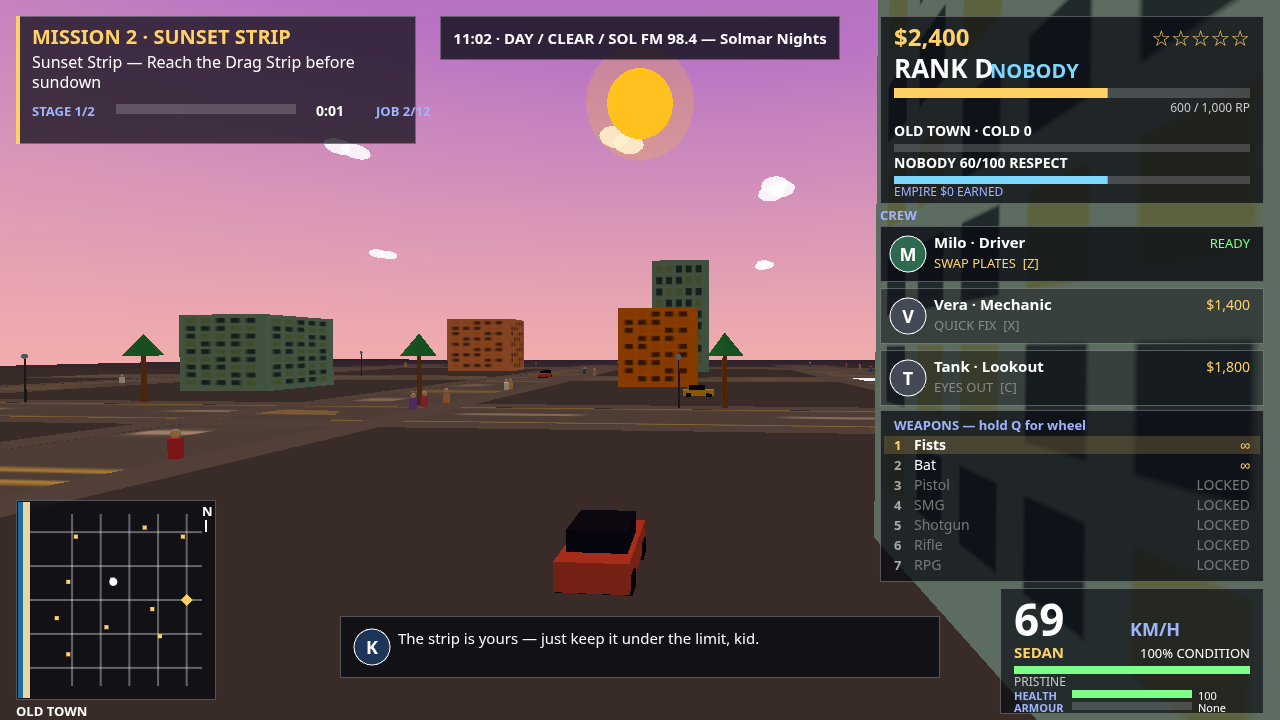 MISSION 2 · SUNSET STRIP
Sunset Strip — Reach the Drag Strip before
sundown
STAGE 1/2 0:01 JOB 2/12
11:02 · DAY / CLEAR / SOL FM 98.4 — Solmar Nights
$2,400 ☆☆☆☆☆
RANK D NOBODY
600 / 1,000 RP
OLD TOWN · COLD 0
NOBODY 60/100 RESPECT
EMPIRE $0 EARNED
CREW
M Milo · Driver READY
SWAP PLATES [Z]
V Vera · Mechanic $1,400
QUICK FIX [X]
T Tank · Lookout $1,800
EYES OUT [C]
WEAPONS — hold Q for wheel
1 Fists ∞
2 Bat ∞
3 Pistol LOCKED
4 SMG LOCKED
5 Shotgun LOCKED
6 Rifle LOCKED
7 RPG LOCKED
N
OLD TOWN
K The strip is yours — just keep it under the limit, kid.
69 KM/H
SEDAN 100% CONDITION
PRISTINE
HEALTH 100
ARMOUR None